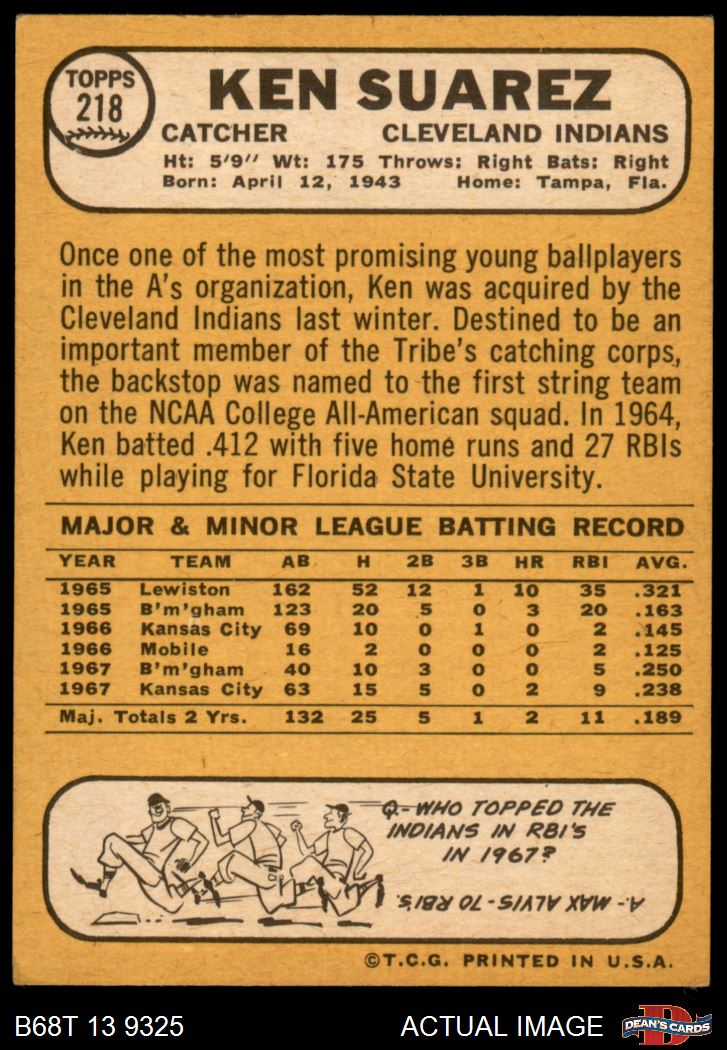 TOPPS
218
KEN SUAREZ
CATCHER CLEVELAND INDIANS
Ht: 5'9″ Wt: 175 Throws: Right Bats: Right
Born: April 12, 1943 Home: Tampa, Fla.
Once one of the most promising young ballplayers
in the A's organization, Ken was acquired by the
Cleveland Indians last winter. Destined to be an
important member of the Tribe's catching corps,
the backstop was named to the first string team
on the NCAA College All-American squad. In 1964,
Ken batted .412 with five home runs and 27 RBIs
while playing for Florida State University.
MAJOR & MINOR LEAGUE BATTING RECORD
YEAR TEAM AB H 2B 3B HR RBI AVG.
1965 Lewiston 162 52 12 1 10 35 .321
1965 B'm'gham 123 20 5 0 3 20 .163
1966 Kansas City 69 10 0 1 0 2 .145
1966 Mobile 16 2 0 0 0 2 .125
1967 B'm'gham 40 10 3 0 0 5 .250
1967 Kansas City 63 15 5 0 2 9 .238
Maj. Totals 2 Yrs. 132 25 5 1 2 11 .189
Q-WHO TOPPED THE
INDIANS IN RBI'S
IN 1967?
A- MAX ALVIS-70 RBI'S.
©T.C.G. PRINTED IN U.S.A.
B68T 13 9325 ACTUAL IMAGE
D
DEAN'S CARDS